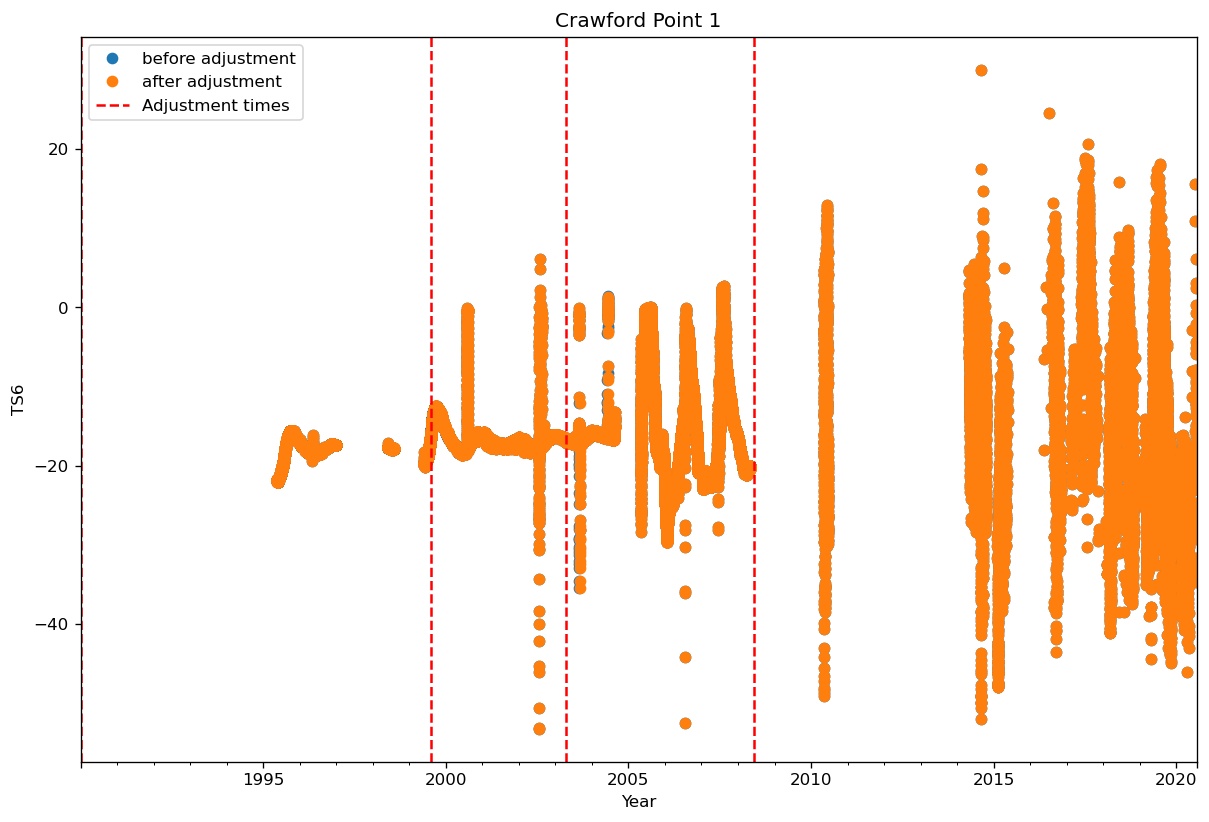 Crawford Point 1
before adjustment
after adjustment
Adjustment times
20
0
−20
−40
TS6
1995
2000
2005
2010
2015
2020
Year